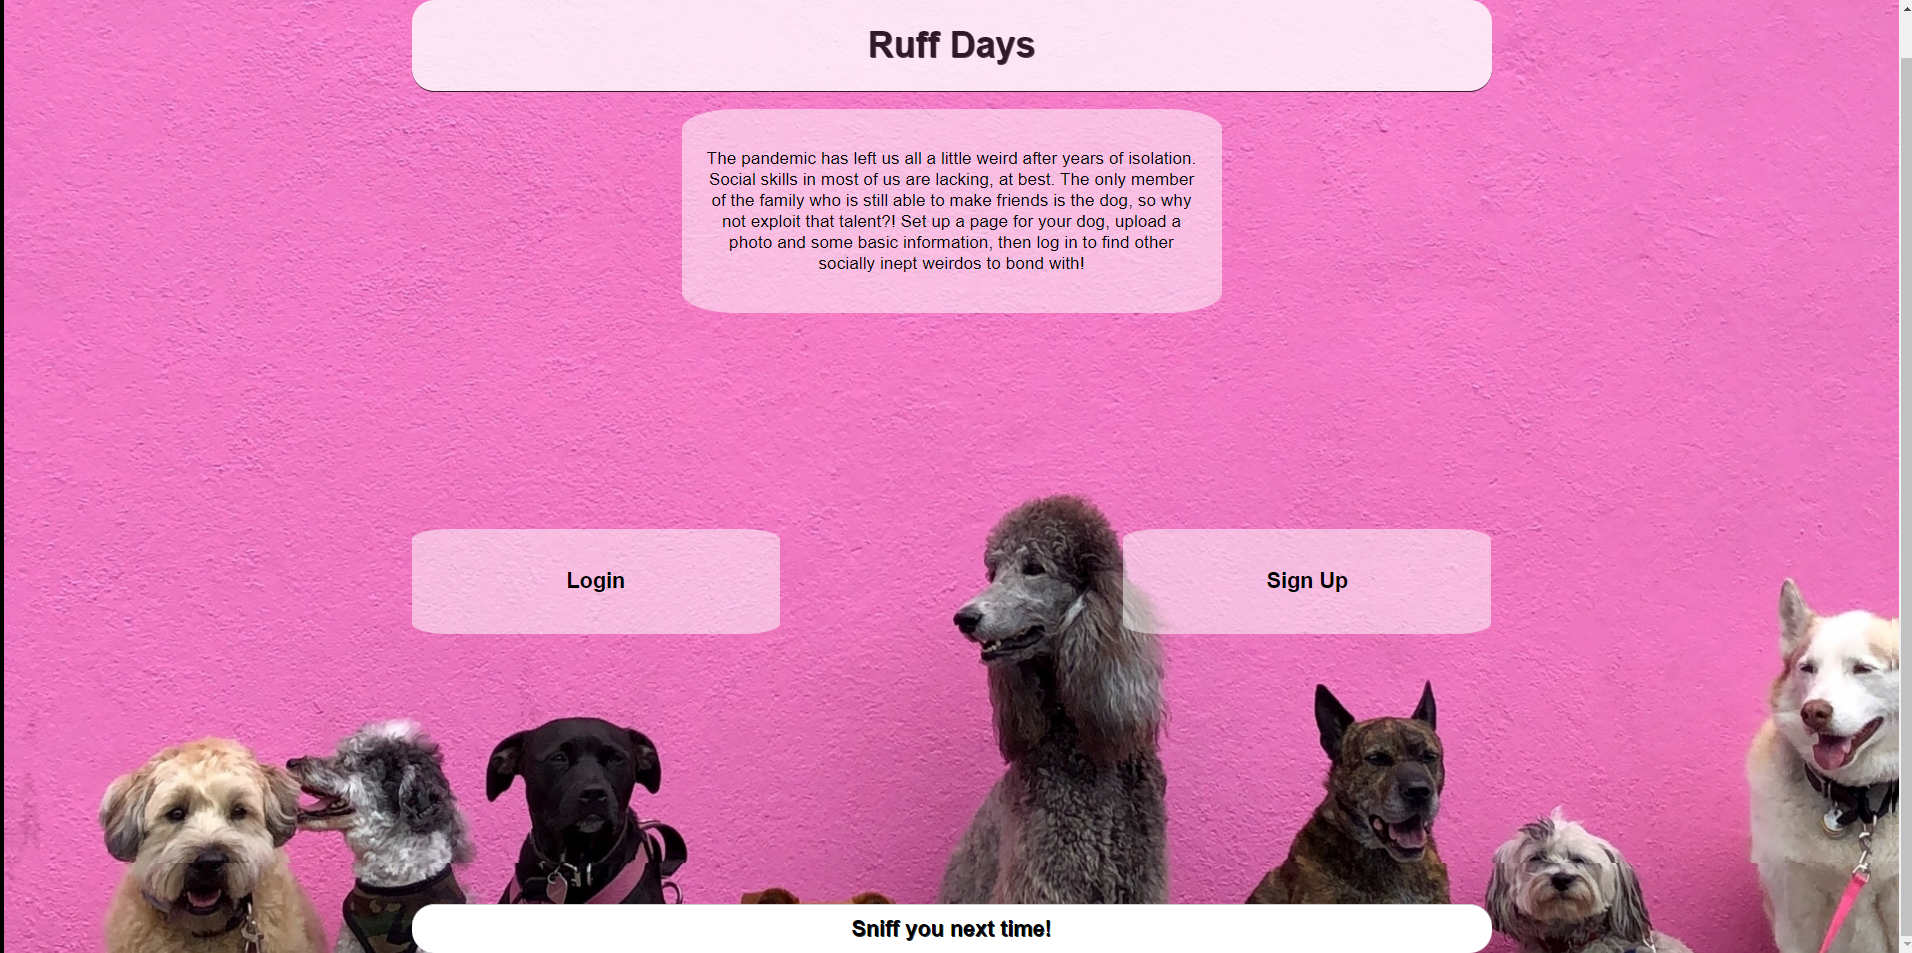 Ruff Days
The pandemic has left us all a little weird after years of isolation.
Social skills in most of us are lacking, at best. The only member
of the family who is still able to make friends is the dog, so why
not exploit that talent?! Set up a page for your dog, upload a
photo and some basic information, then log in to find other
socially inept weirdos to bond with!
Login
Sign Up
Sniff you next time!